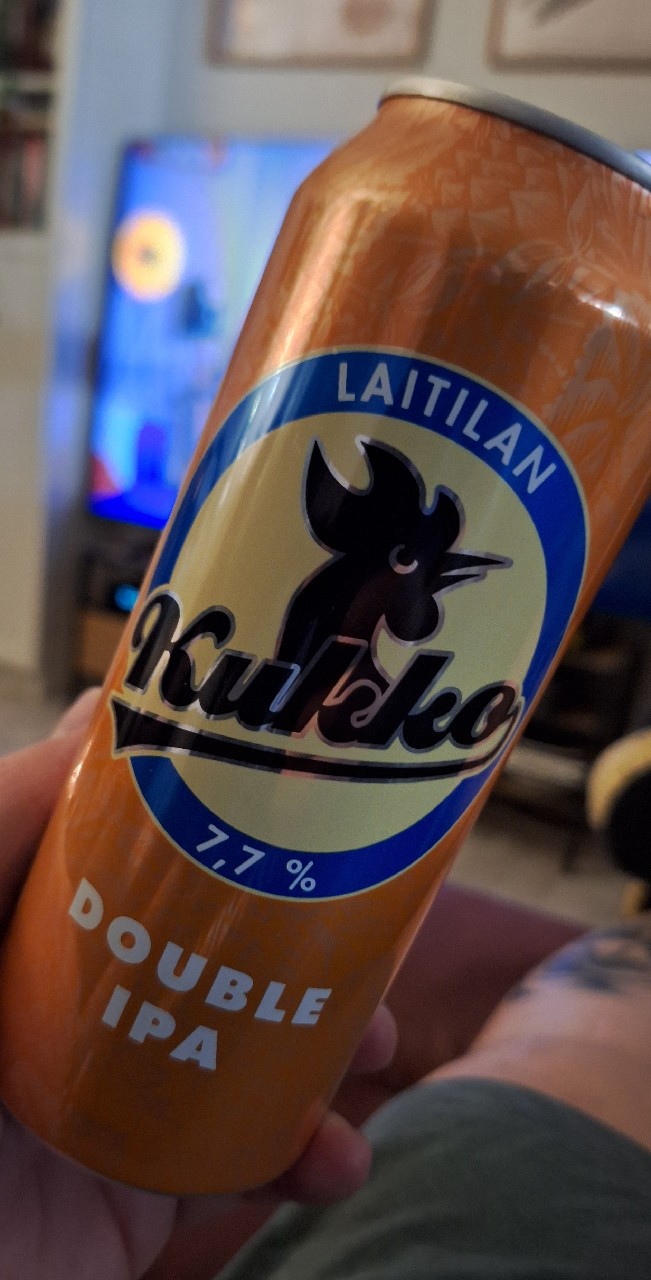 LAITILAN
Kukko
7,7 %
DOUBLE
IPA